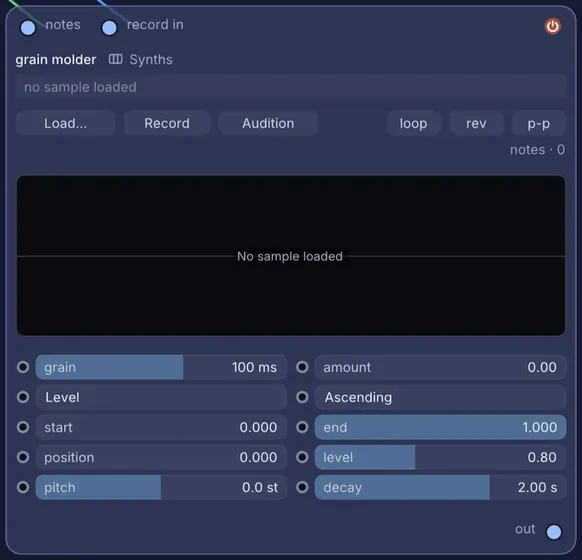 notes record in
grain molder Synths
no sample loaded
Load... Record Audition loop rev p-p
notes · 0
No sample loaded
grain 100 ms amount 0.00
Level Ascending
start 0.000 end 1.000
position 0.000 level 0.80
pitch 0.0 st decay 2.00 s
out